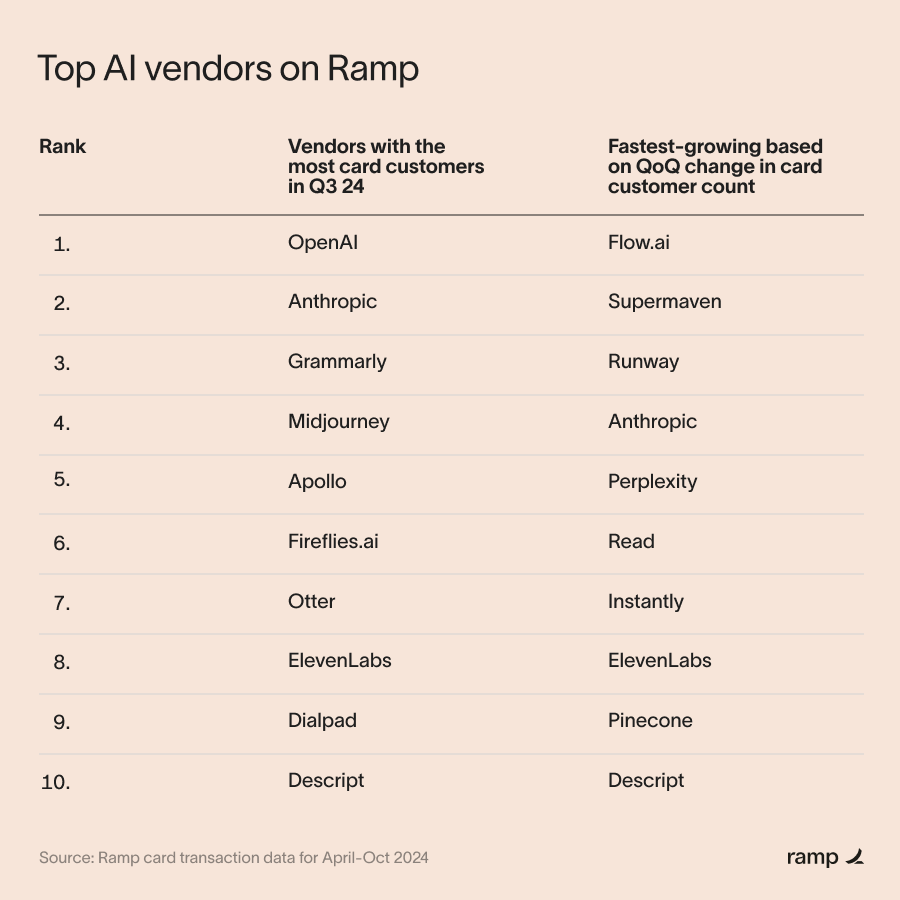 Top AI vendors on Ramp
Rank
Vendors with the
most card customers
in Q3 24
Fastest-growing based
on QoQ change in card
customer count
1. OpenAI Flow.ai
2. Anthropic Supermaven
3. Grammarly Runway
4. Midjourney Anthropic
5. Apollo Perplexity
6. Fireflies.ai Read
7. Otter Instantly
8. ElevenLabs ElevenLabs
9. Dialpad Pinecone
10. Descript Descript
Source: Ramp card transaction data for April-Oct 2024
ramp